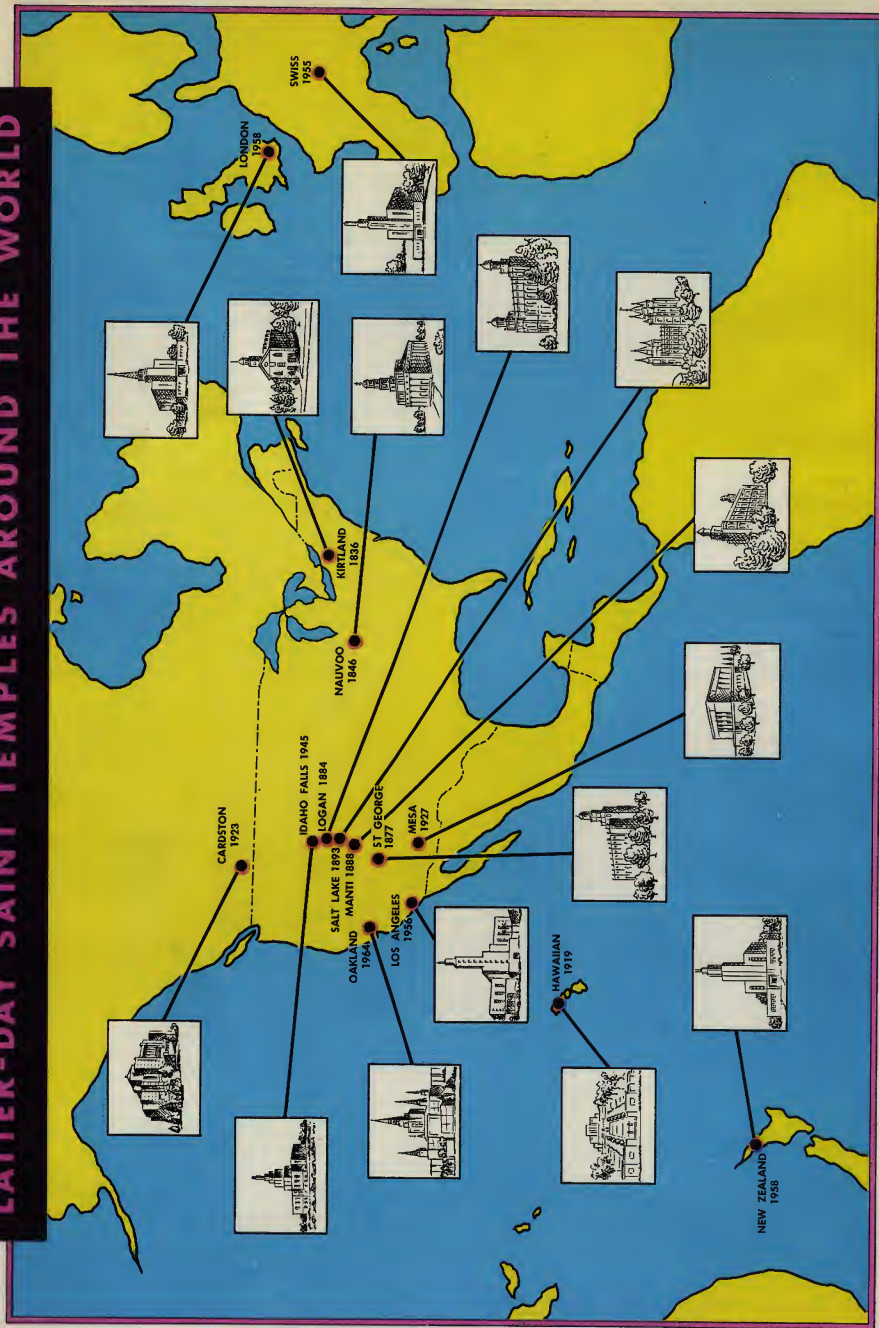 LATTER-DAY SAINT TEMPLES AROUND THE WORLD
CARDSTON
1923
IDAHO FALLS 1945
LOGAN 1884
SALT LAKE 1893
MANTI 1888
ST GEORGE
1877
MESA
1927
OAKLAND
1964
LOS ANGELES
1956
HAWAIIAN
1919
NEW ZEALAND
1958
NAUVOO
1846
KIRTLAND
1836
LONDON
1958
SWISS
1955